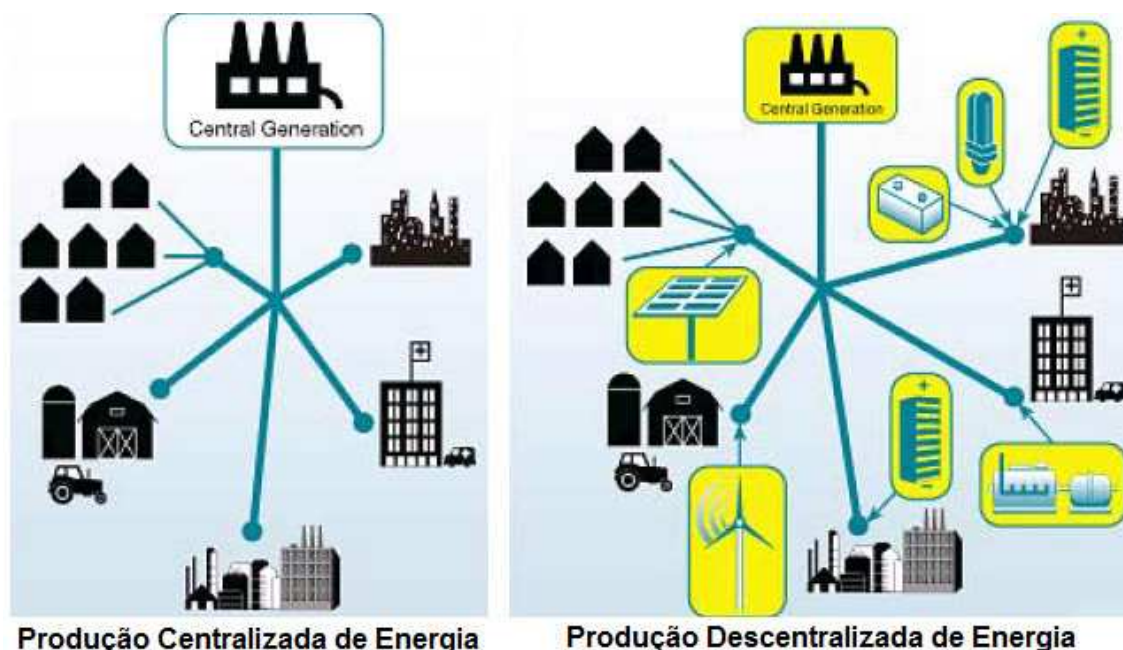 Central Generation
Central Generation
+
+
-
+
+
-
Produção Centralizada de Energia
Produção Descentralizada de Energia